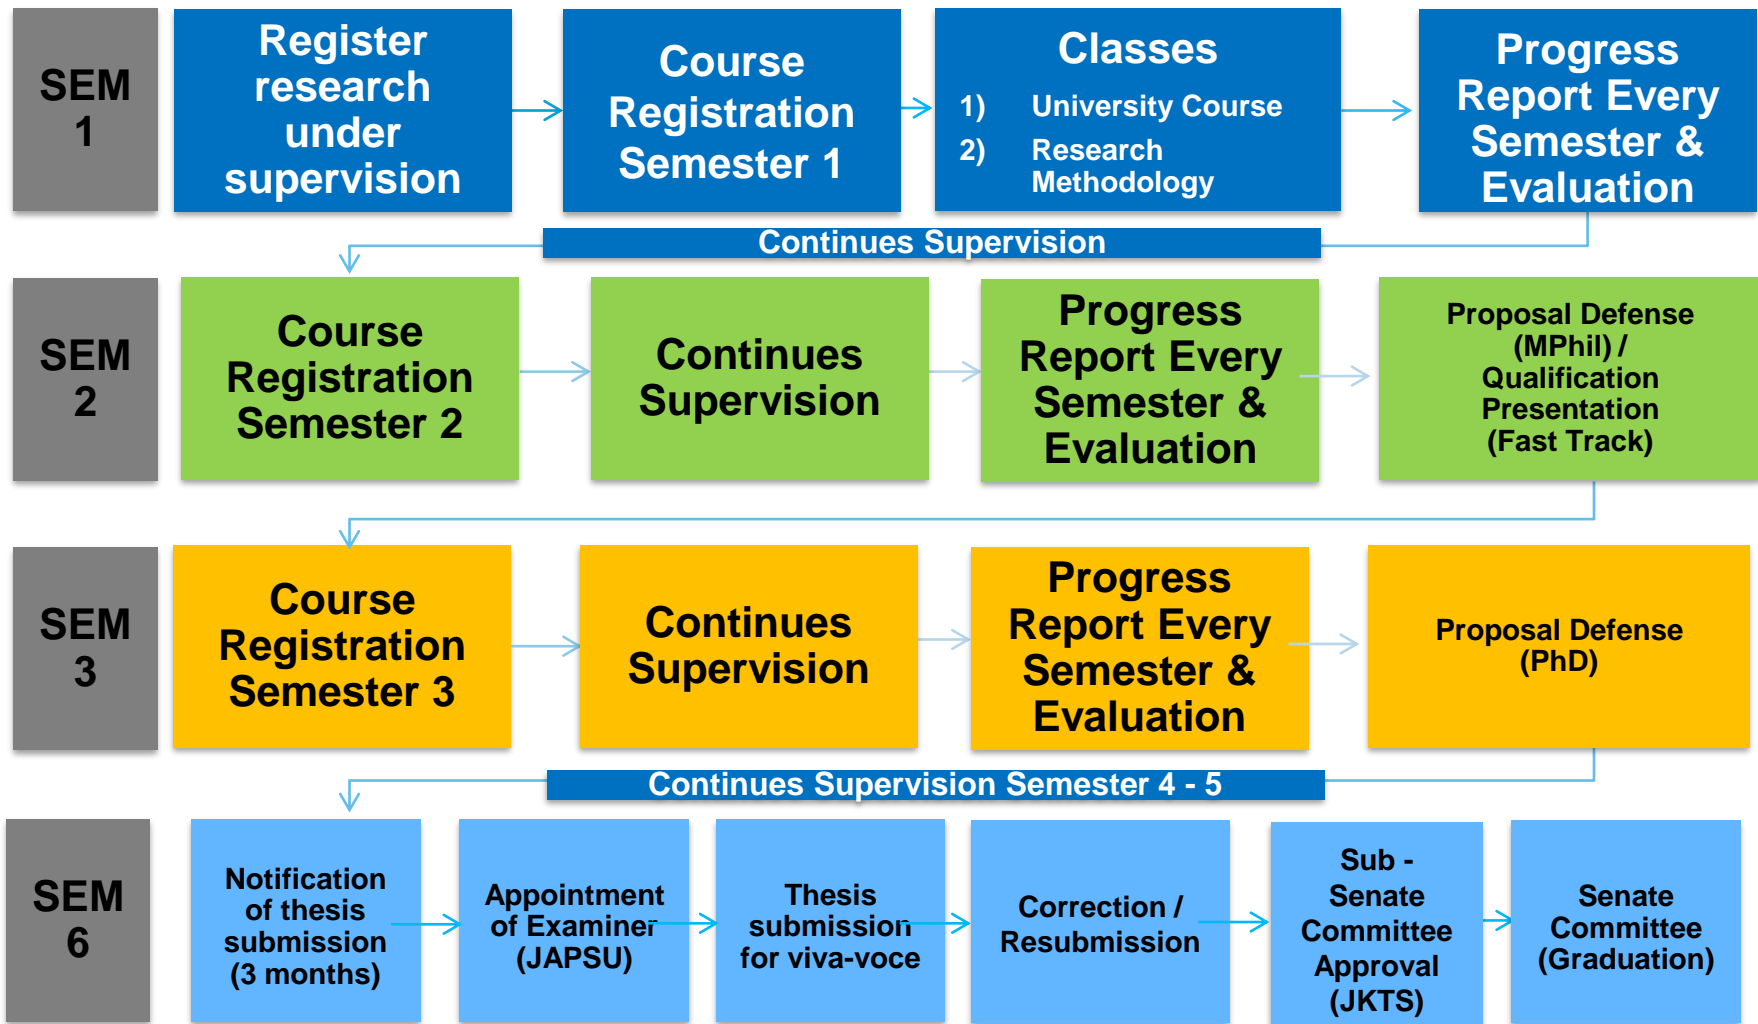 SEM
1
Register
research
under
supervision
Course
Registration
Semester 1
Classes
1) University Course
2) Research
Methodology
Progress
Report Every
Semester &
Evaluation
Continues Supervision
SEM
2
Course
Registration
Semester 2
Continues
Supervision
Progress
Report Every
Semester &
Evaluation
Proposal Defense
(MPhil) /
Qualification
Presentation
(Fast Track)
SEM
3
Course
Registration
Semester 3
Continues
Supervision
Progress
Report Every
Semester &
Evaluation
Proposal Defense
(PhD)
Continues Supervision Semester 4 - 5
SEM
6
Notification
of thesis
submission
(3 months)
Appointment
of Examiner
(JAPSU)
Thesis
submission
for viva-voce
Correction /
Resubmission
Sub -
Senate
Committee
Approval
(JKTS)
Senate
Committee
(Graduation)